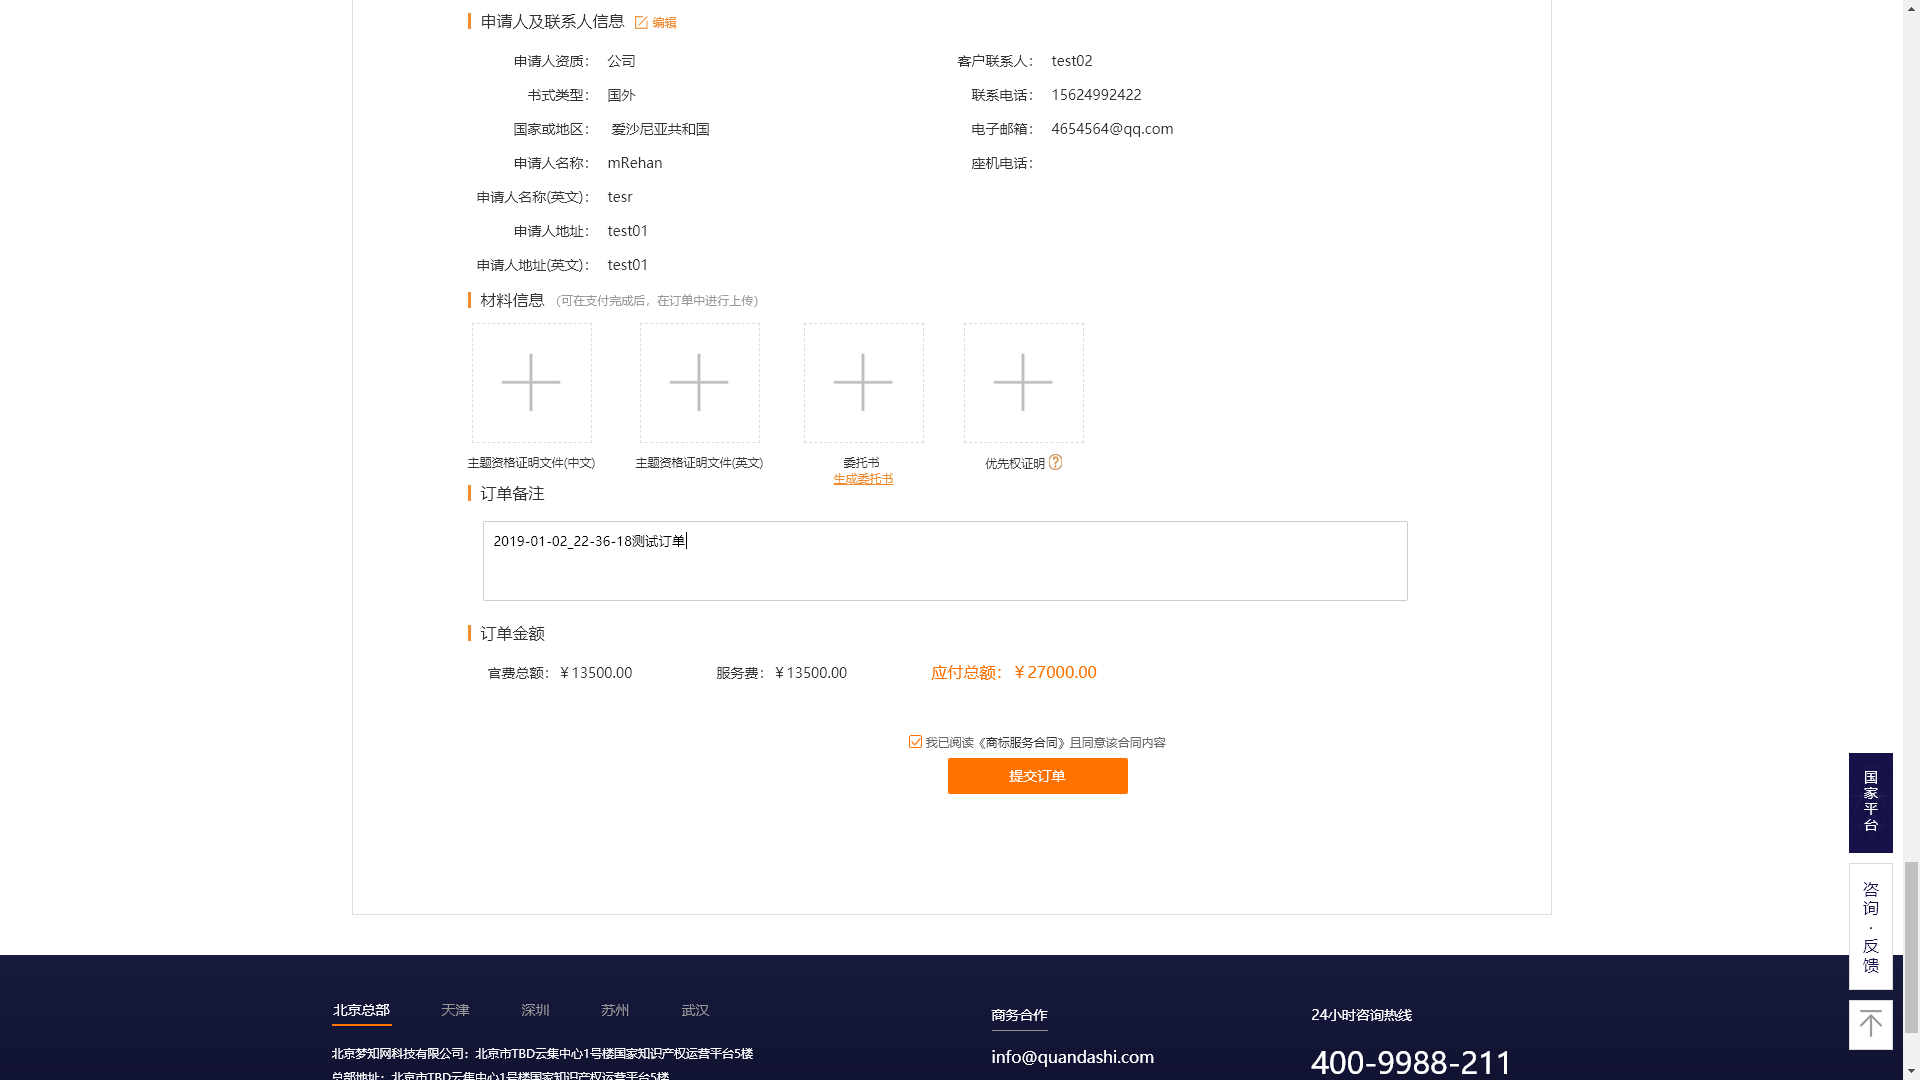 申请人及联系人信息 编辑
申请人资质： 公司
书式类型： 国外
国家或地区： 爱沙尼亚共和国
申请人名称： mRehan
申请人名称(英文)： tesr
申请人地址： test01
申请人地址(英文)： test01
客户联系人： test02
联系电话： 15624992422
电子邮箱： 4654564@qq.com
座机电话：
材料信息 （可在支付完成后，在订单中进行上传）
主题资格证明文件(中文)
主题资格证明文件(英文)
委托书
生成委托书
优先权证明 ?
订单备注
2019-01-02_22-36-18测试订单
订单金额
官费总额：￥13500.00 服务费：￥13500.00 应付总额：￥27000.00
我已阅读《商标服务合同》且同意该合同内容
提交订单
国家平台
咨询·反馈
北京总部 天津 深圳 苏州 武汉
北京梦知网科技有限公司：北京市TBD云集中心1号楼国家知识产权运营平台5楼
总部地址：北京市TBD云集中心1号楼国家知识产权运营平台5楼
商务合作
info@quandashi.com
24小时咨询热线
400-9988-211